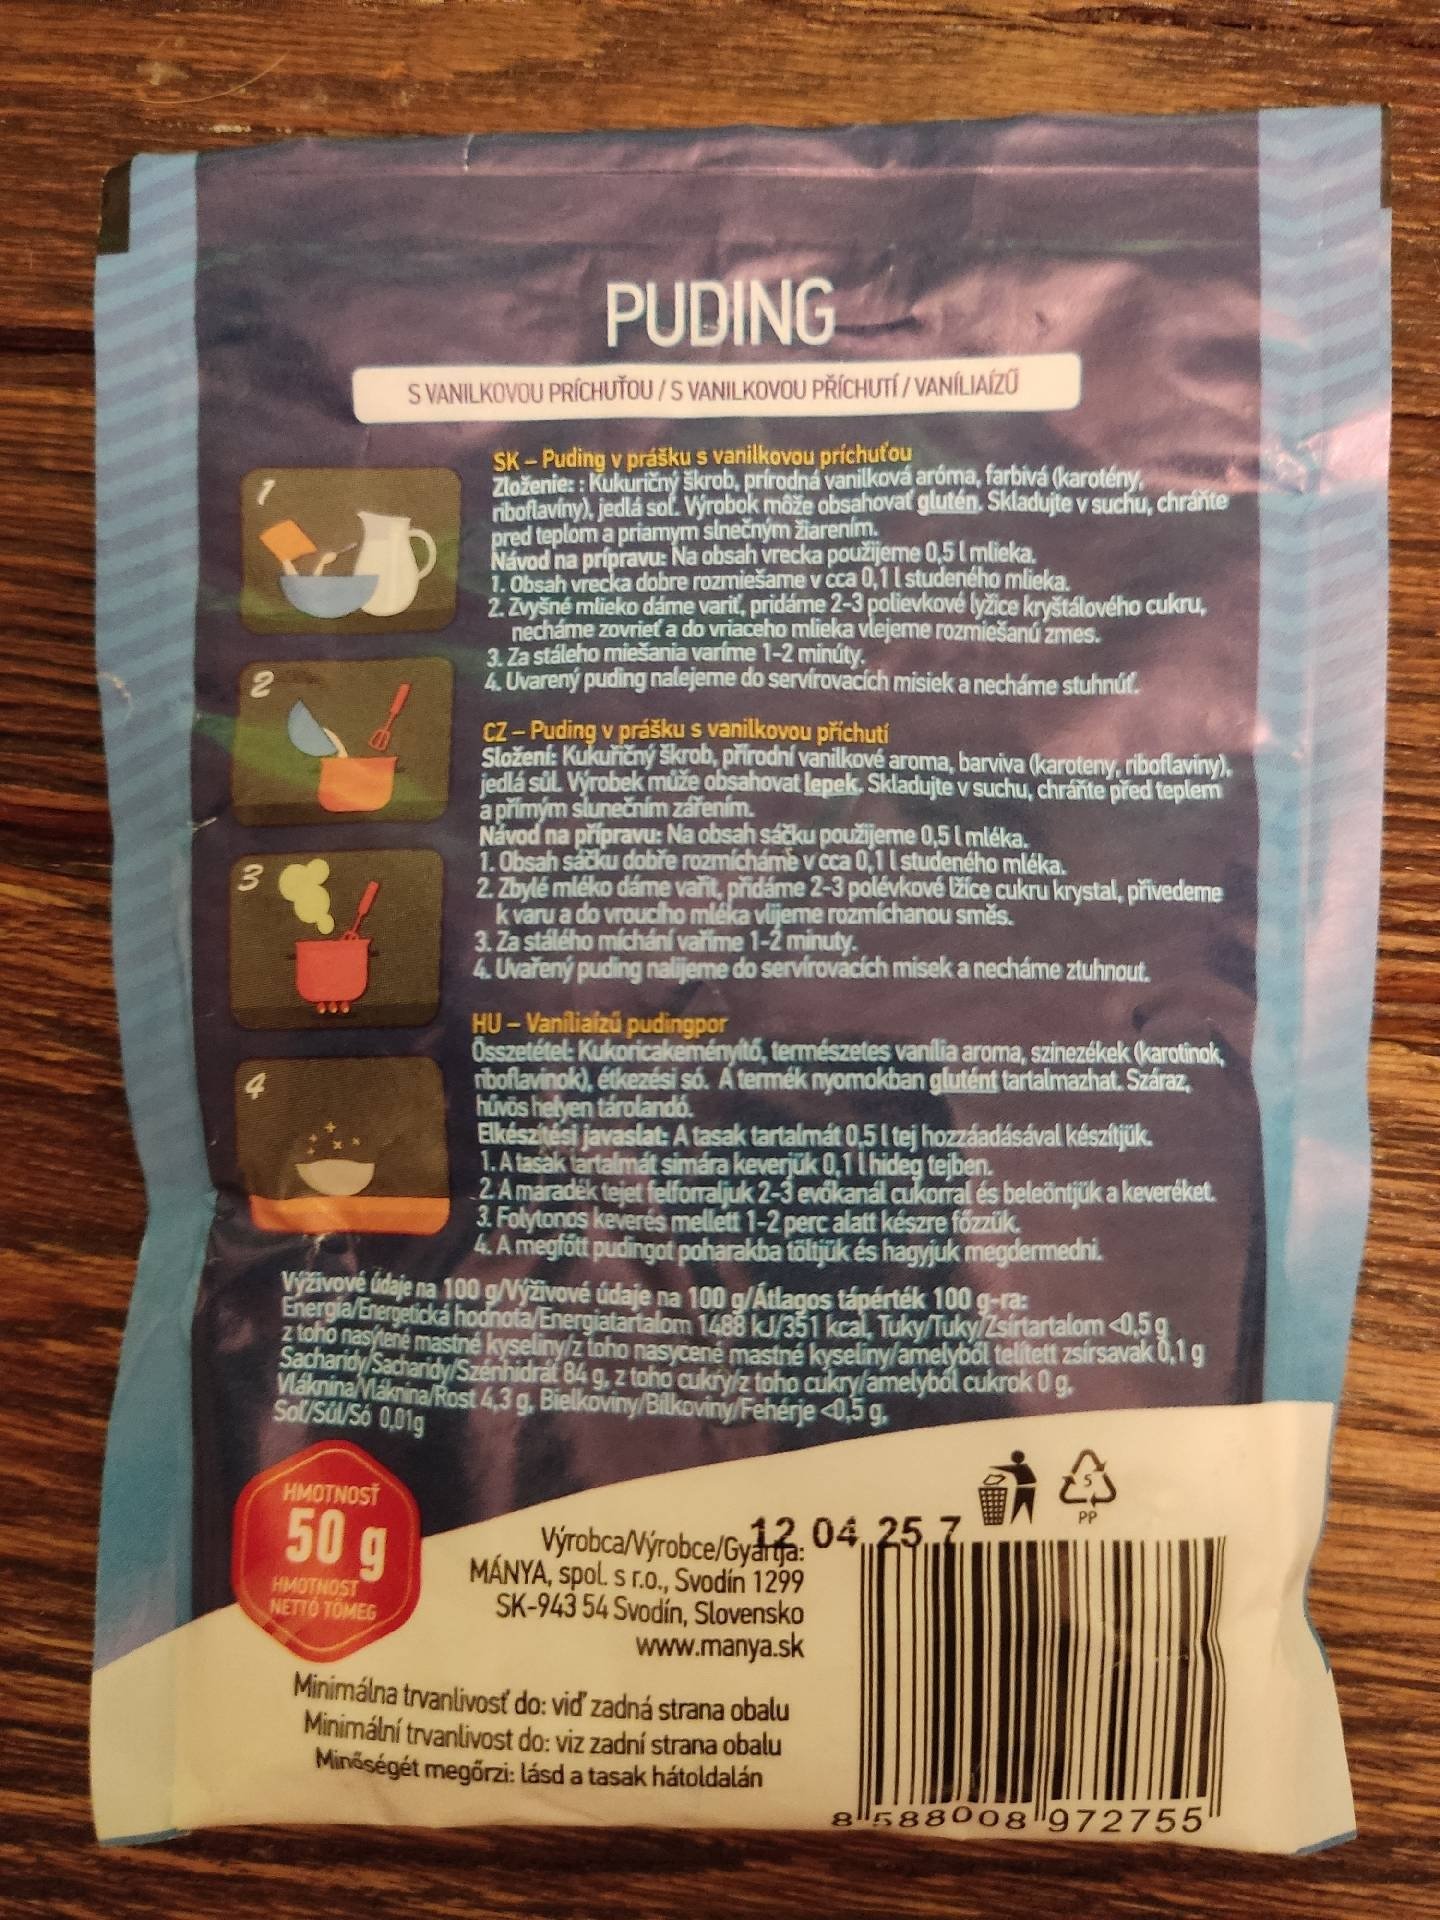 PUDING
S VANILKOVOU PRÍCHUŤOU / S VANILKOVOU PŘÍCHUTÍ / VANÍLIAÍZŰ
1
2
3
4
SK – Puding v prášku s vanilkovou príchuťou
Zloženie: : Kukuričný škrob, prírodná vanilková aróma, farbivá (karotény,
riboflavíny), jedlá soľ. Výrobok môže obsahovať glutén. Skladujte v suchu, chráňte
pred teplom a priamym slnečným žiarením.
Návod na prípravu: Na obsah vrecka použijeme 0,5 l mlieka.
1. Obsah vrecka dobre rozmiešame v cca 0,1 l studeného mlieka.
2. Zvyšné mlieko dáme variť, pridáme 2-3 polievkové lyžice kryštálového cukru,
necháme zovrieť a do vriaceho mlieka vlejeme rozmiešanú zmes.
3. Za stáleho miešania varíme 1-2 minúty.
4. Uvarený puding nalejeme do servírovacích misiek a necháme stuhnúť.
CZ – Puding v prášku s vanilkovou příchutí
Složení: Kukuřičný škrob, přírodní vanilkové aroma, barviva (karoteny, riboflaviny),
jedlá sůl. Výrobek může obsahovat lepek. Skladujte v suchu, chráňte před teplem
a přímým slunečním zářením.
Návod na přípravu: Na obsah sáčku použijeme 0,5 l mléka.
1. Obsah sáčku dobře rozmícháme v cca 0,1 l studeného mléka.
2. Zbylé mléko dáme vařit, přidáme 2-3 polévkové lžíce cukru krystal, přivedeme
k varu a do vroucího mléka vlijeme rozmíchanou směs.
3. Za stálého míchání vaříme 1-2 minuty.
4. Uvařený puding nalijeme do servírovacích misek a necháme ztuhnout.
HU – Vaníliaízű pudingpor
Összetétel: Kukoricakeményítő, természetes vanília aroma, szinezékek (karotinok,
riboflavinok), étkezési só. A termék nyomokban glutént tartalmazhat. Száraz,
hűvös helyen tárolandó.
Elkészítési javaslat: A tasak tartalmát 0,5 l tej hozzáadásával készítjük.
1. A tasak tartalmát simára keverjük 0,1 l hideg tejben.
2. A maradék tejet felforraljuk 2-3 evőkanál cukorral és beleöntjük a keveréket.
3. Folytonos keverés mellett 1-2 perc alatt készre főzzük.
4. A megfőtt pudingot poharakba töltjük és hagyjuk megdermedni.
Výživové údaje na 100 g/Výživové údaje na 100 g/Átlagos tápérték 100 g-ra:
Energia/Energetická hodnota/Energiatartalom 1488 kJ/351 kcal, Tuky/Tuky/Zsírtartalom <0,5 g
z toho nasýtené mastné kyseliny/z toho nasycené mastné kyseliny/amelyből telített zsírsavak 0,1 g
Sacharidy/Sacharidy/Szénhidrát 84 g, z toho cukry/z toho cukry/amelyből cukrok 0 g,
Vláknina/Vláknina/Rost 4,3 g, Bielkoviny/Bílkoviny/Fehérje <0,5 g,
Soľ/Sůl/Só 0,01g
HMOTNOSŤ
50 g
HMOTNOST
NETTÓ TÖMEG
5
PP
12 04 25 7
Výrobca/Výrobce/Gyártja:
MÁNYA, spol. s r.o., Svodín 1299
SK-943 54 Svodín, Slovensko
www.manya.sk
Minimálna trvanlivosť do: viď zadná strana obalu
Minimální trvanlivost do: viz zadní strana obalu
Minőségét megőrzi: lásd a tasak hátoldalán
8 588008 972755